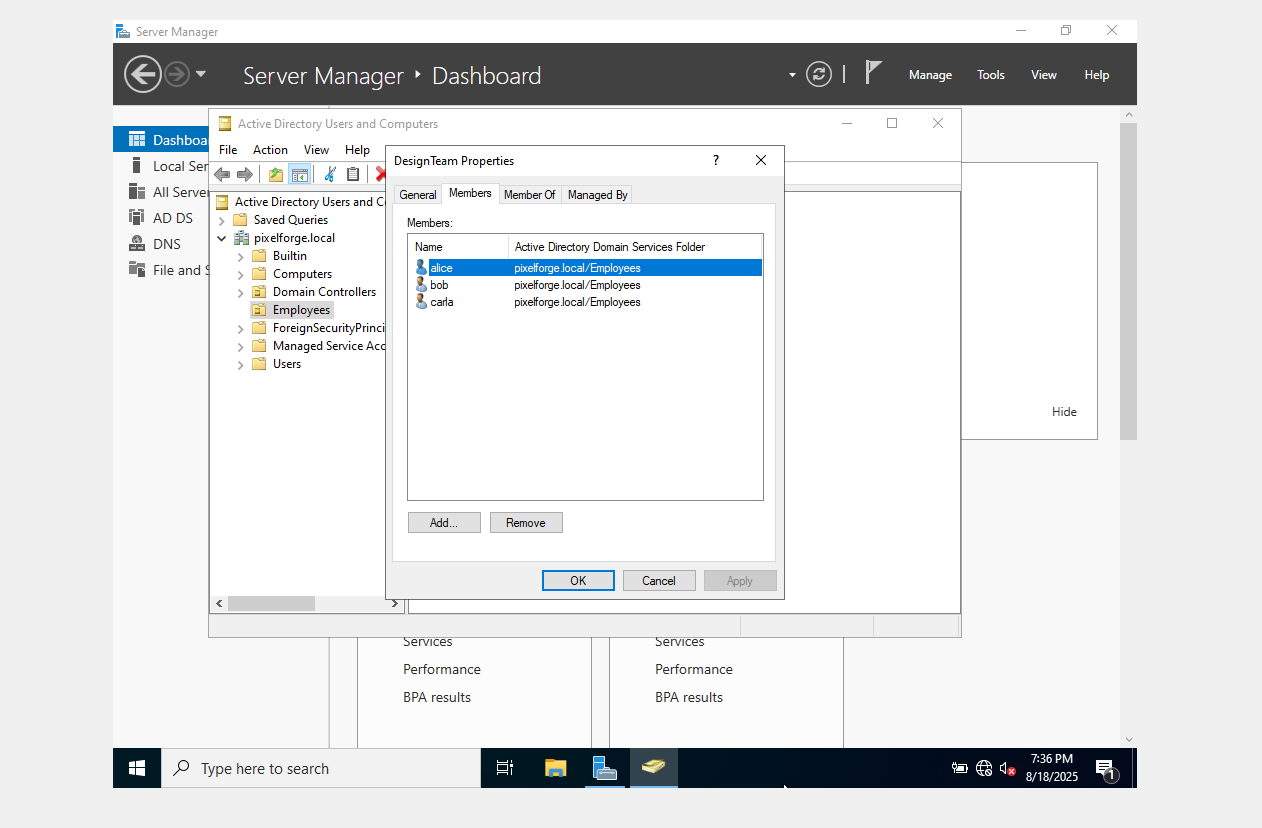 Server Manager
Server Manager ‣ Dashboard
Manage Tools View Help
Dashboa
Local Ser
All Server
AD DS
DNS
File and S
Active Directory Users and Computers
File Action View Help
Active Directory Users and Co
Saved Queries
pixelforge.local
Builtin
Computers
Domain Controllers
Employees
ForeignSecurityPrinci
Managed Service Acc
Users
DesignTeam Properties
?
General Members Member Of Managed By
Members:
Name Active Directory Domain Services Folder
alice pixelforge.local/Employees
bob pixelforge.local/Employees
carla pixelforge.local/Employees
Add... Remove
OK Cancel Apply
Hide
Services Services
Performance Performance
BPA results BPA results
Type here to search
7:36 PM
8/18/2025
1